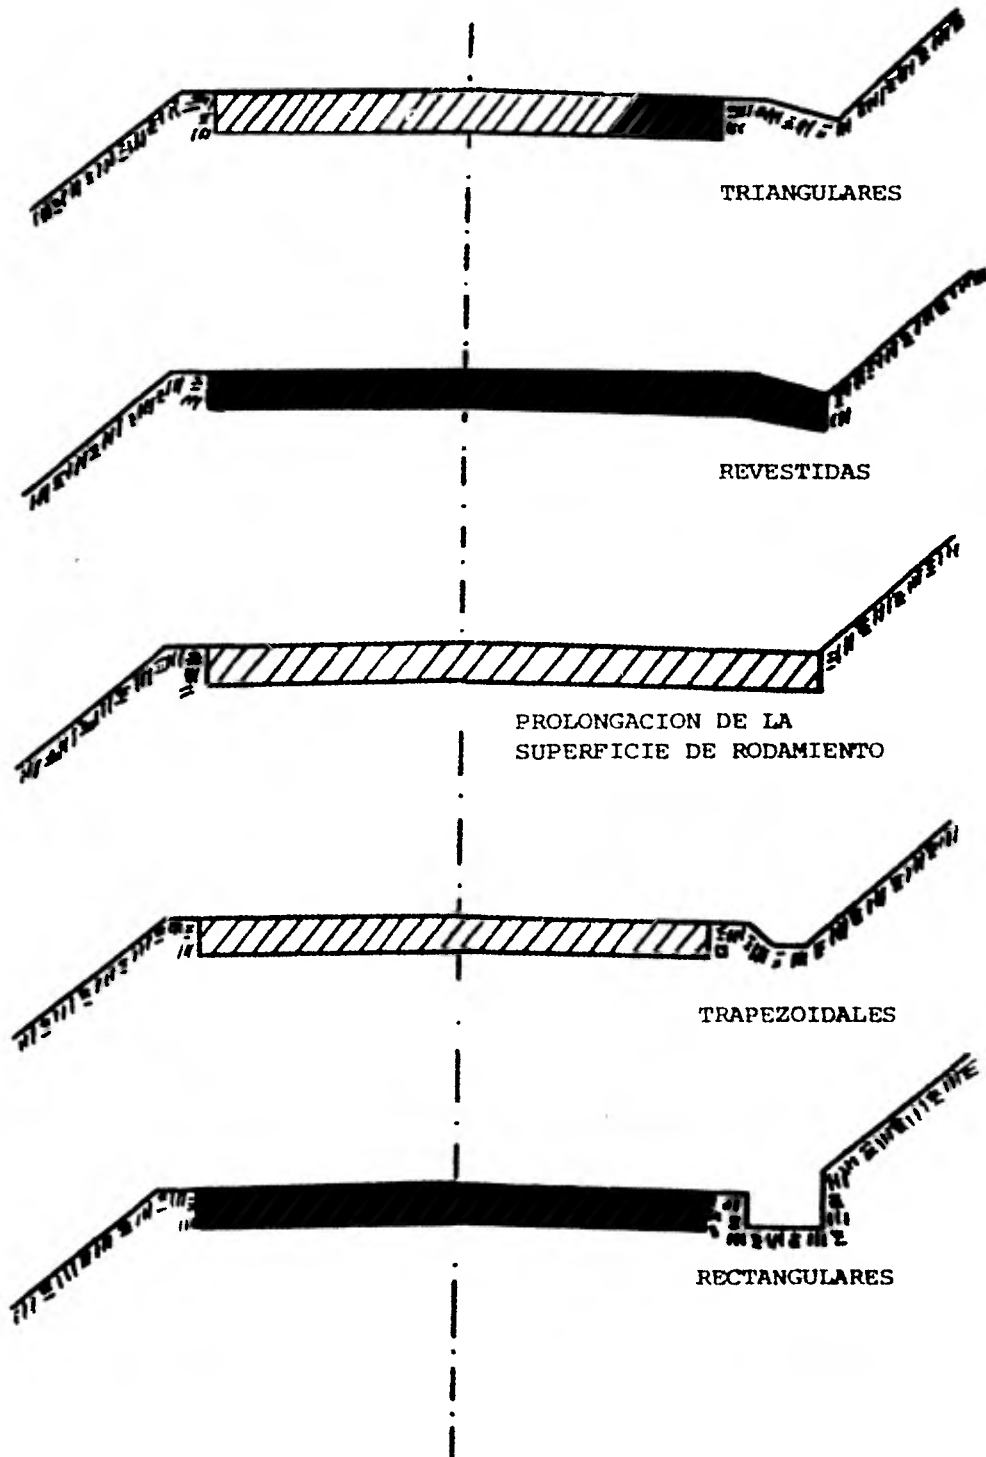 TRIANGULARES
REVESTIDAS
PROLONGACION DE LA
SUPERFICIE DE RODAMIENTO
TRAPEZOIDALES
RECTANGULARES